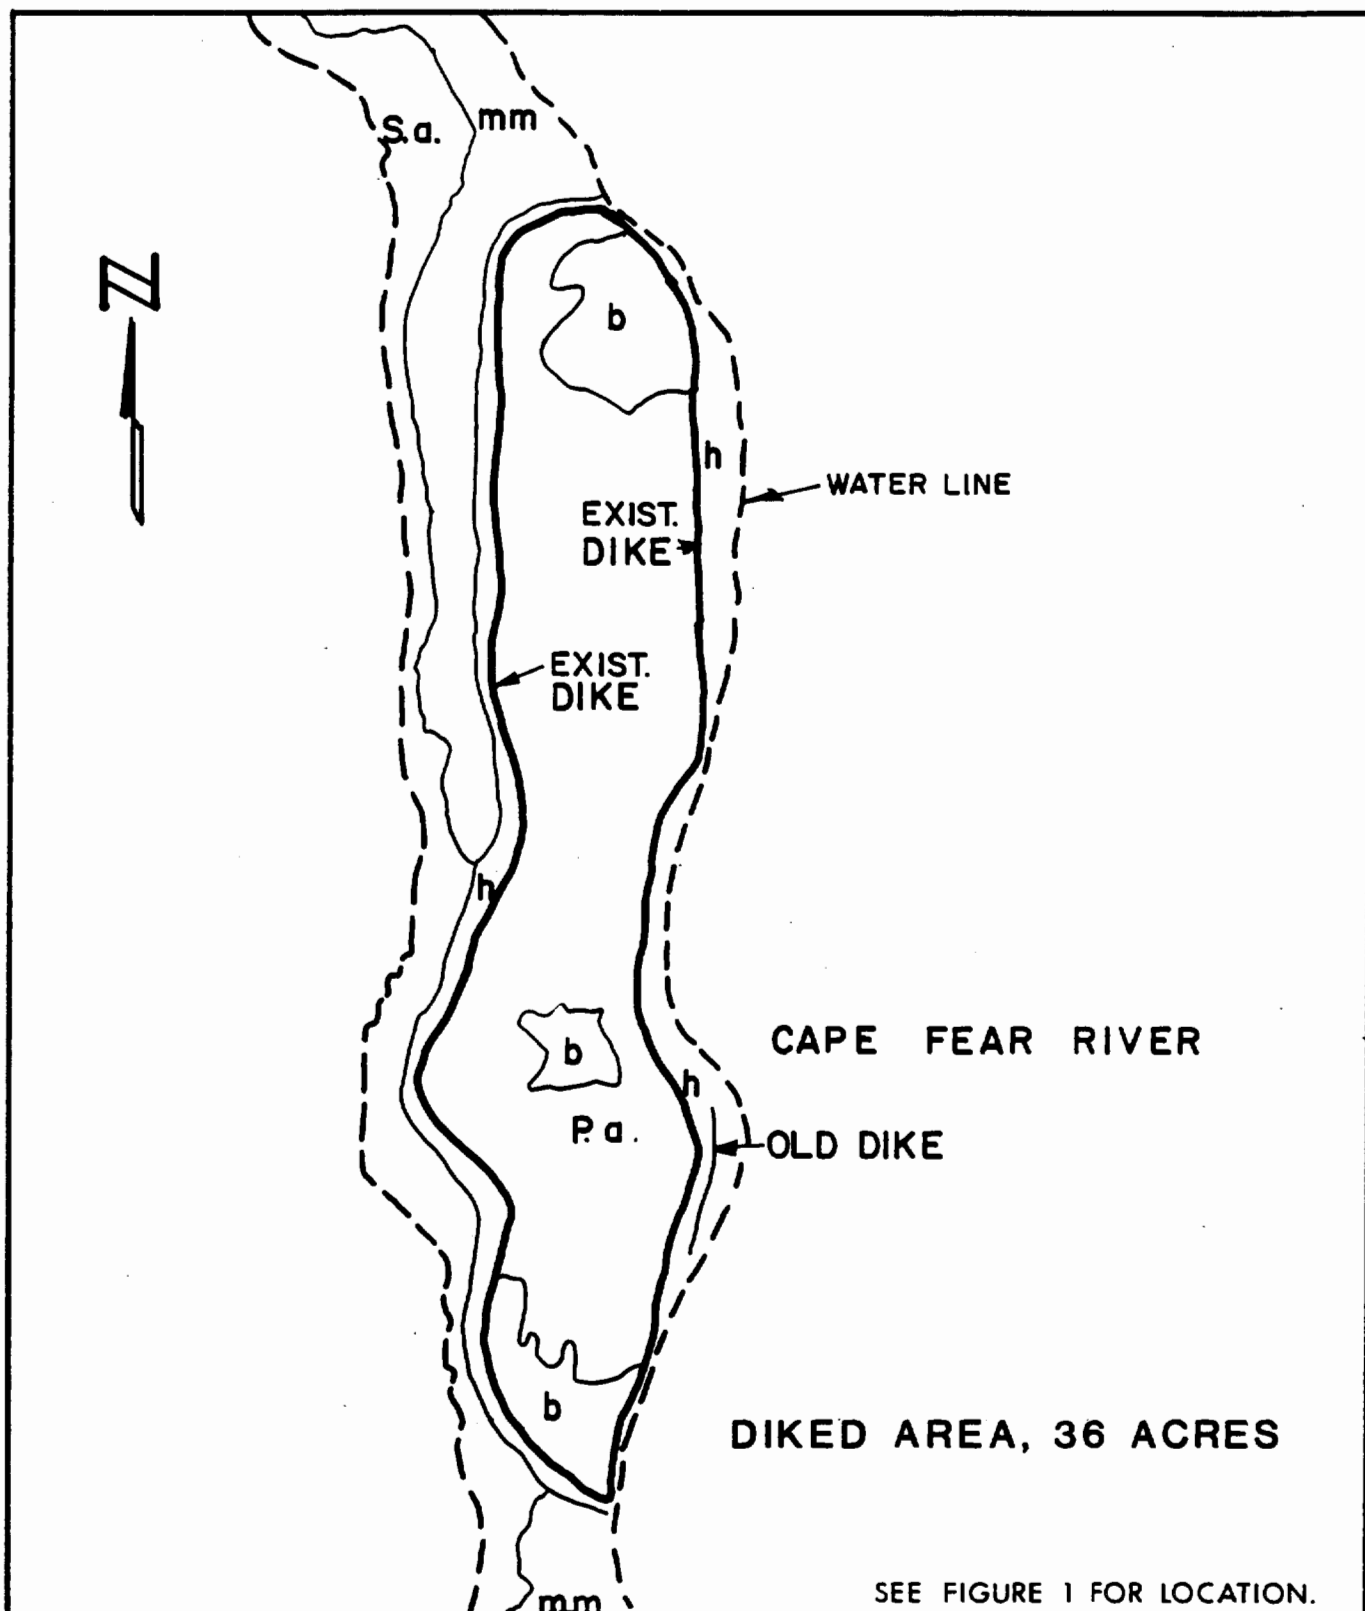 S.a.
mm
N
b
h
WATER LINE
EXIST.
DIKE
EXIST.
DIKE
h
CAPE FEAR RIVER
b
h
P.a.
OLD DIKE
b
DIKED AREA, 36 ACRES
SEE FIGURE 1 FOR LOCATION.
mm